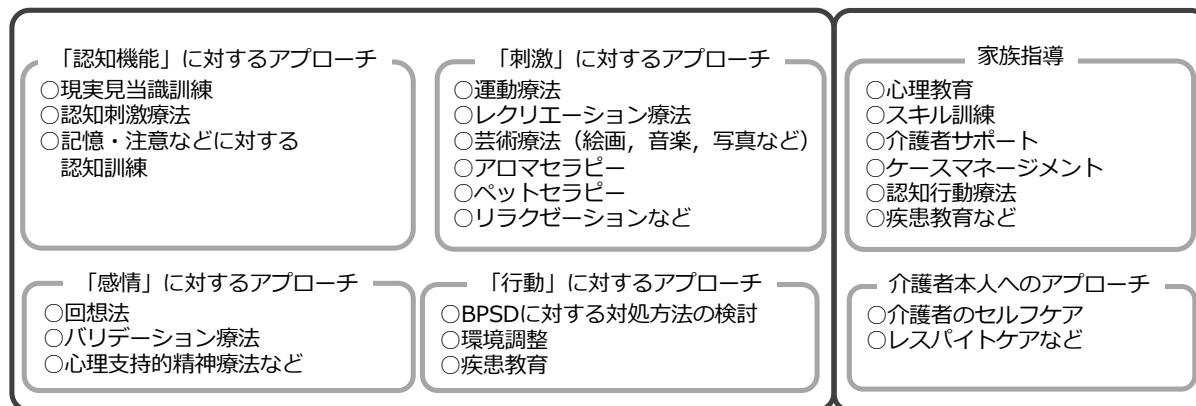 「認知機能」に対するアプローチ
○現実見当識訓練
○認知刺激療法
○記憶・注意などに対する
認知訓練
「刺激」に対するアプローチ
○運動療法
○レクリエーション療法
○芸術療法（絵画，音楽，写真など）
○アロマセラピー
○ペットセラピー
○リラクゼーションなど
家族指導
○心理教育
○スキル訓練
○介護者サポート
○ケースマネージメント
○認知行動療法
○疾患教育など
「感情」に対するアプローチ
○回想法
○バリデーション療法
○心理支持的精神療法など
「行動」に対するアプローチ
○BPSDに対する対処方法の検討
○環境調整
○疾患教育
介護者本人へのアプローチ
○介護者のセルフケア
○レスパイトケアなど